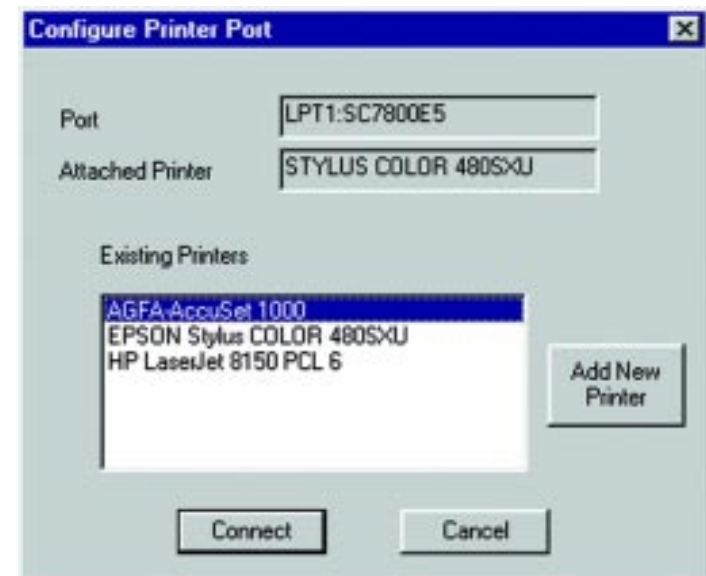 Configure Printer Port
Port
LPT1:SC7800E5
Attached Printer
STYLUS COLOR 480SXU
Existing Printers
AGFA-AccuSet 1000
EPSON Stylus COLOR 480SXU
HP LaserJet 8150 PCL 6
Add New
Printer
Connect
Cancel